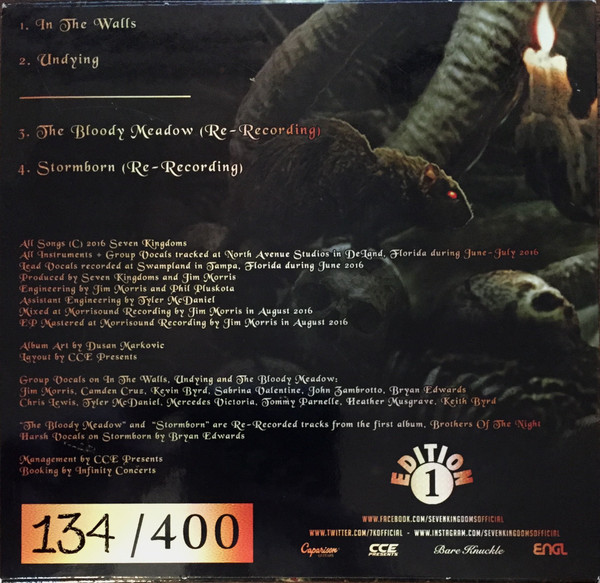 1. In The Walls
2. Undying
3. The Bloody Meadow (Re-Recording)
4. Stormborn (Re-Recording)
All Songs (C) 2016 Seven Kingdoms
All Instruments + Group Vocals tracked at North Avenue Studios in DeLand, Florida during June-July 2016
Lead Vocals recorded at Swampland in Tampa, Florida during June 2016
Produced by Seven Kingdoms and Jim Morris
Engineering by Jim Morris and Phil Pluskota
Assistant Engineering by Tyler McDaniel
Mixed at Morrisound Recording by Jim Morris in August 2016
EP Mastered at Morrisound Recording by Jim Morris in August 2016
Album Art by Dusan Markovic
Layout by CCE Presents
Group Vocals on In The Walls, Undying and The Bloody Meadow:
Jim Morris, Camden Cruz, Kevin Byrd, Sabrina Valentine, John Zambrotto, Bryan Edwards
Chris Lewis, Tyler McDaniel, Mercedes Victoria, Tommy Parnelle, Heather Musgrave, Keith Byrd
"The Bloody Meadow" and "Stormborn" are Re-Recorded tracks from the first album, Brothers Of The Night
Harsh Vocals on Stormborn by Bryan Edwards
Management by CCE Presents
Booking by Infinity Concerts
EDITION
1
134/400
WWW.FACEBOOK.COM/SEVENKINGDOMSOFFICIAL
WWW.TWITTER.COM/7KOFFICIAL - WWW.INSTAGRAM.COM/SEVENKINGDOMSOFFICIAL
Caparison CCE PRESENTS Bare Knuckle ENGL